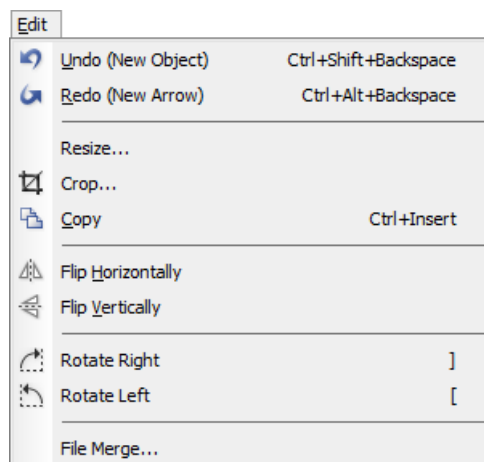 Edit
Undo (New Object) Ctrl+Shift+Backspace
Redo (New Arrow) Ctrl+Alt+Backspace
Resize...
Crop...
Copy Ctrl+Insert
Flip Horizontally
Flip Vertically
Rotate Right ]
Rotate Left [
File Merge...